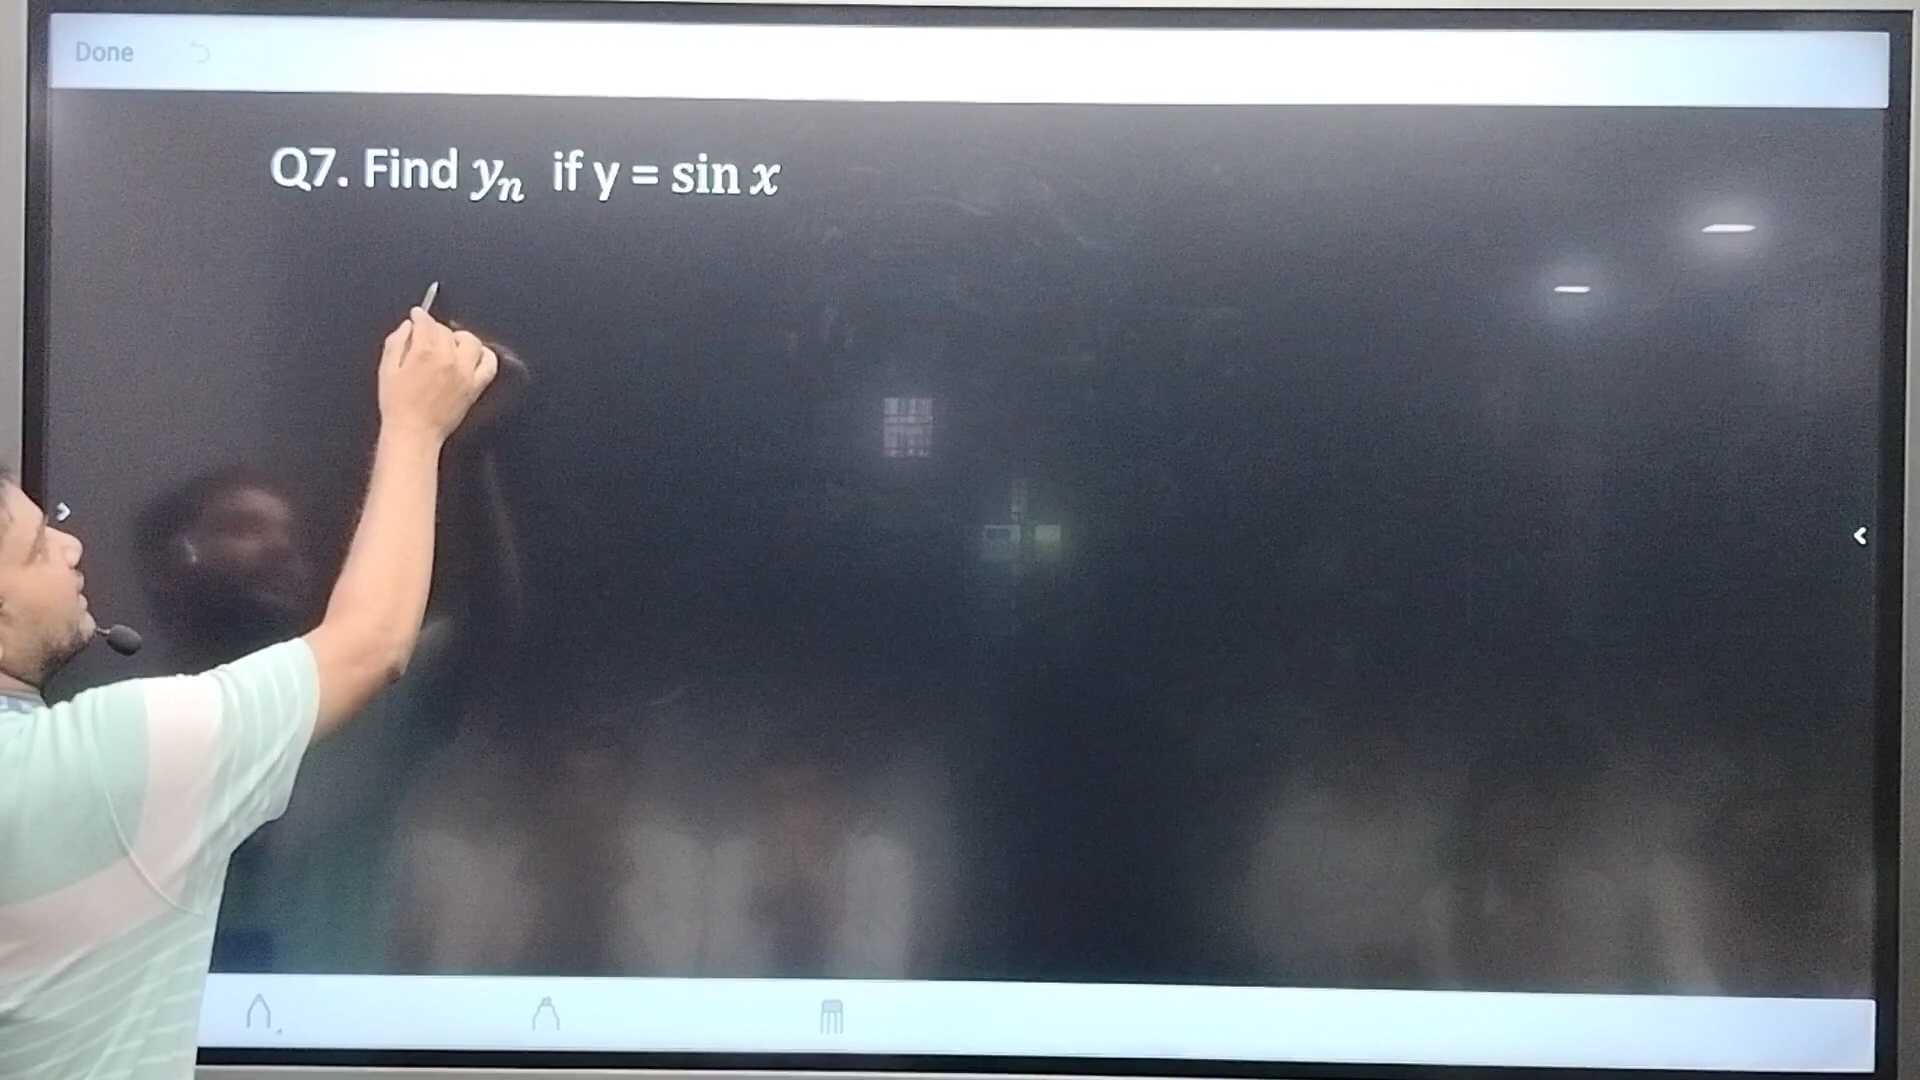 Done
Q7. Find yₙ if y = sin x